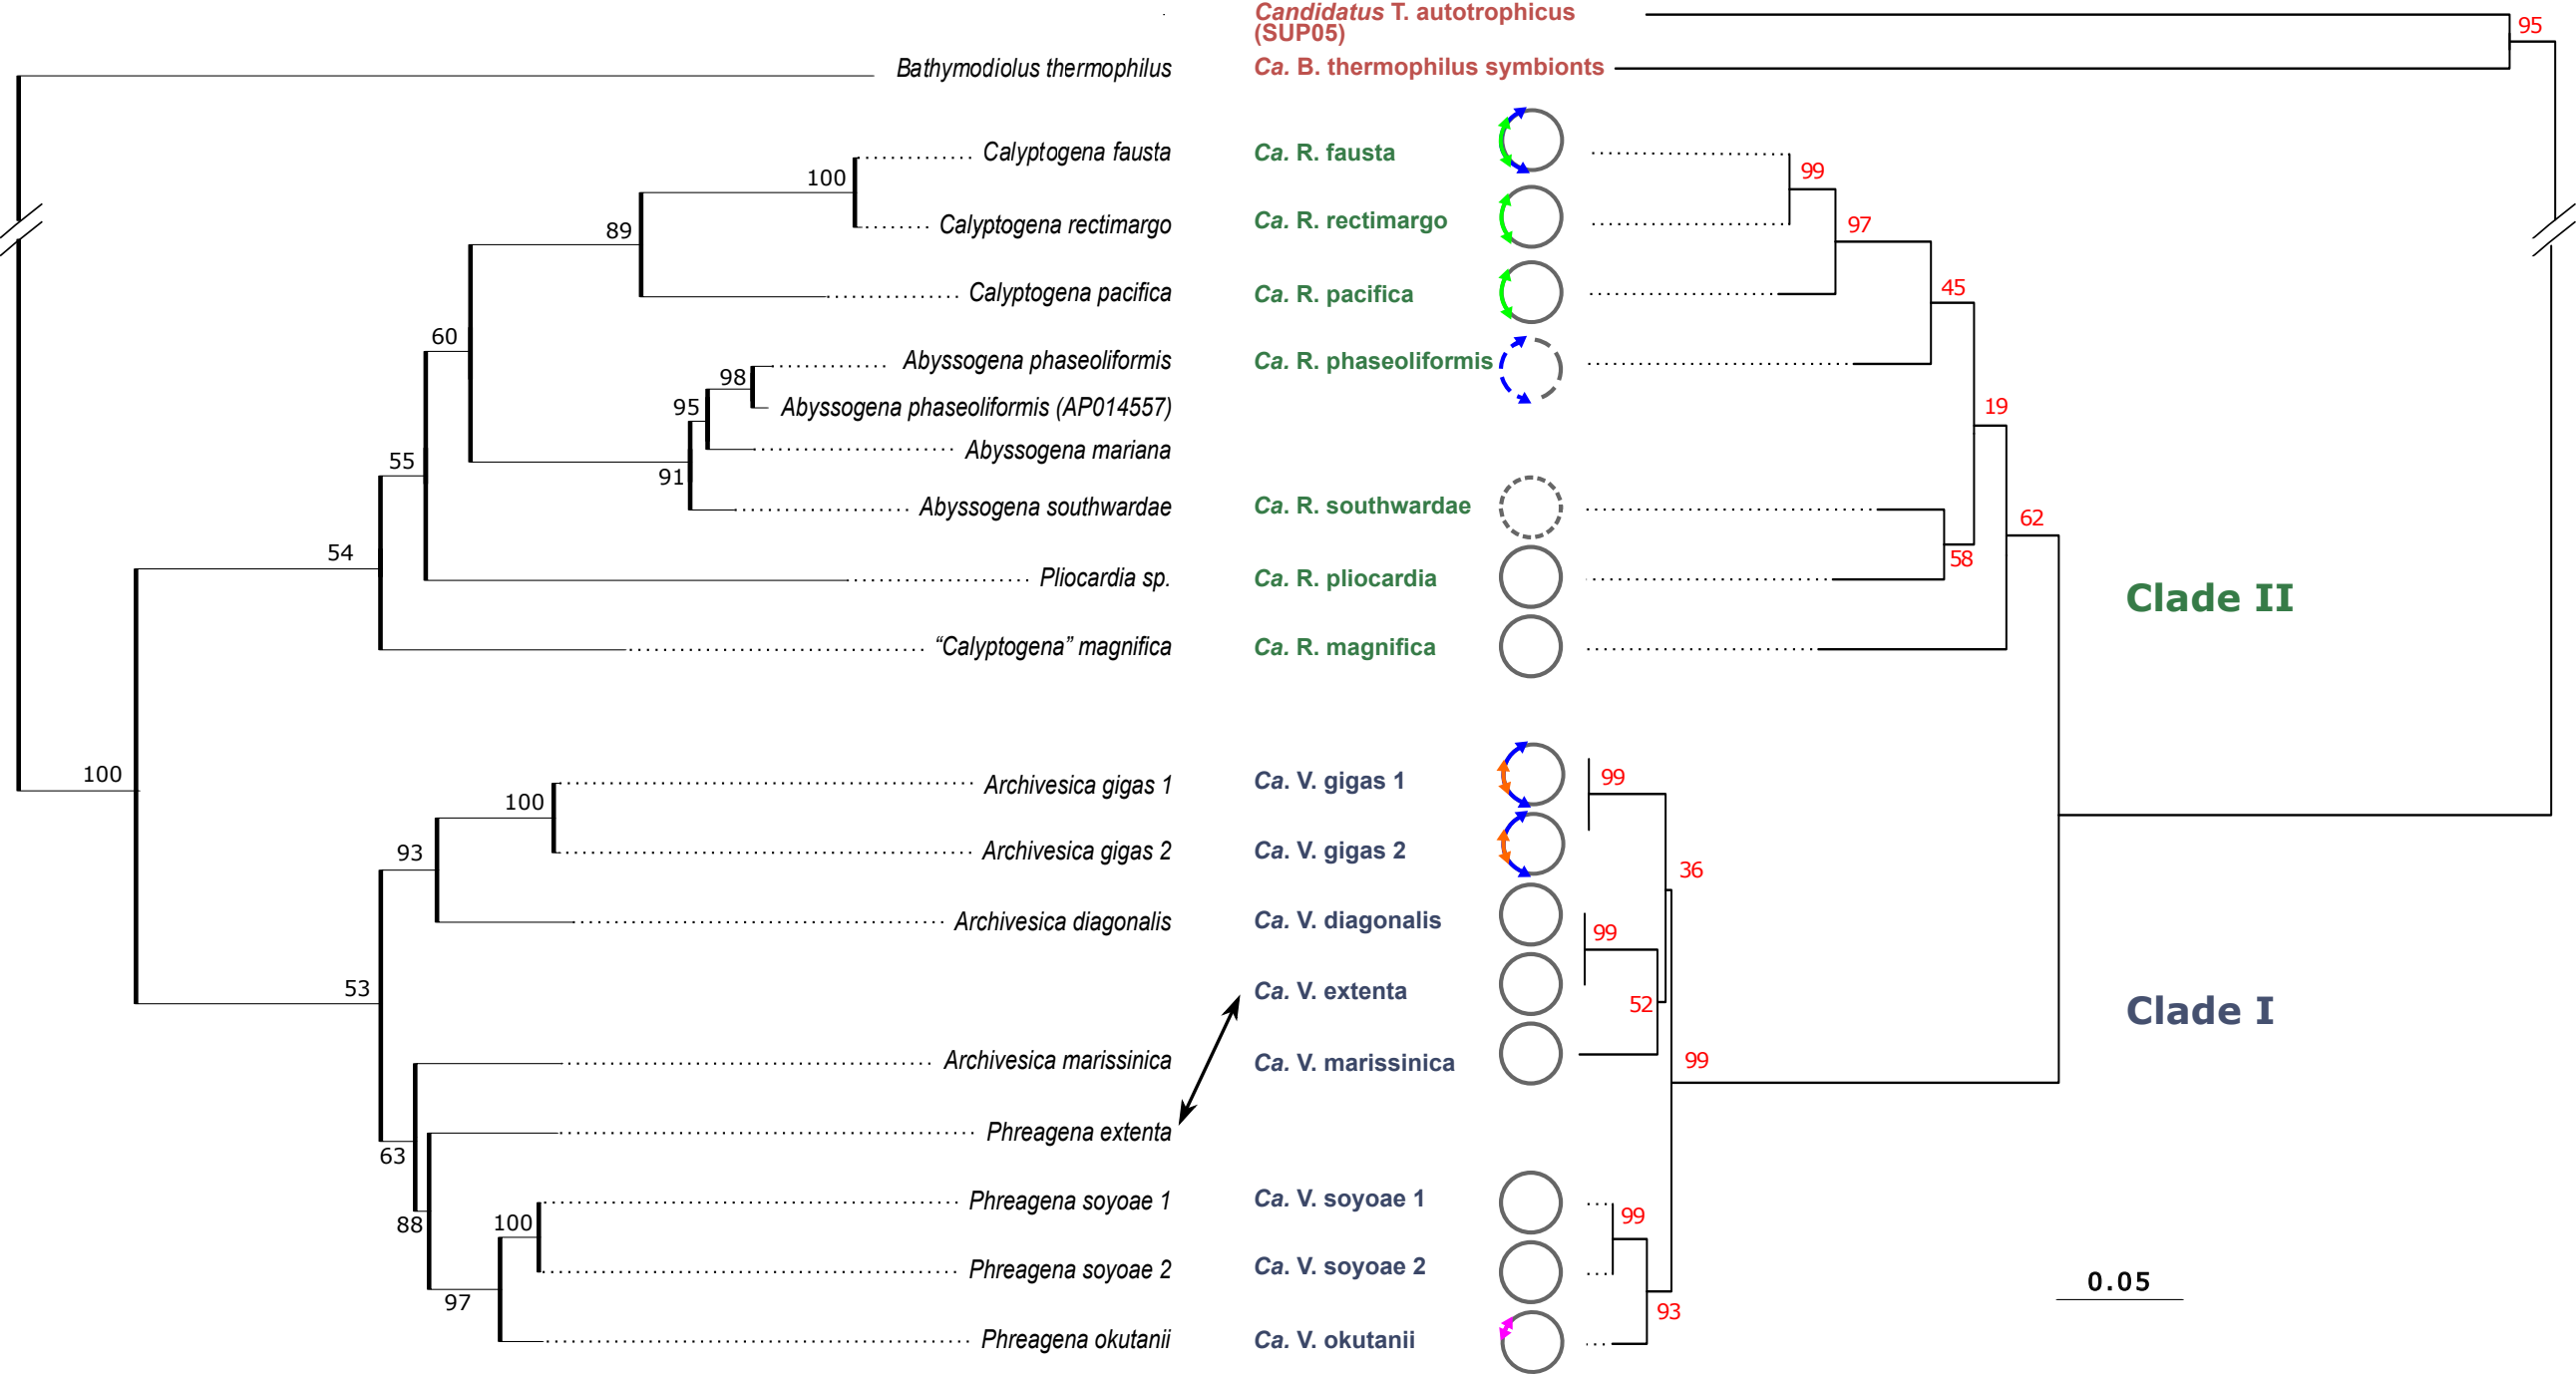 Candidatus T. autotrophicus
(SUP05)
95
Bathymodiolus thermophilus
Ca. B. thermophilus symbionts
Calyptogena fausta
Ca. R. fausta
99
100
Calyptogena rectimargo
Ca. R. rectimargo
97
89
Calyptogena pacifica
Ca. R. pacifica
45
60
Abyssogena phaseoliformis
Ca. R. phaseoliformis
98
Abyssogena phaseoliformis (AP014557)
95
19
Abyssogena mariana
55
91
Abyssogena southwardae
Ca. R. southwardae
62
54
58
Pliocardia sp.
Ca. R. pliocardia
Clade II
“Calyptogena” magnifica
Ca. R. magnifica
100
Archivesica gigas 1
Ca. V. gigas 1
99
100
93
Archivesica gigas 2
Ca. V. gigas 2
36
Archivesica diagonalis
Ca. V. diagonalis
99
53
Ca. V. extenta
52
Clade I
Archivesica marissinica
Ca. V. marissinica
99
63
Phreagena extenta
88
100
Phreagena soyoae 1
Ca. V. soyoae 1
99
Phreagena soyoae 2
Ca. V. soyoae 2
0.05
97
93
Phreagena okutanii
Ca. V. okutanii